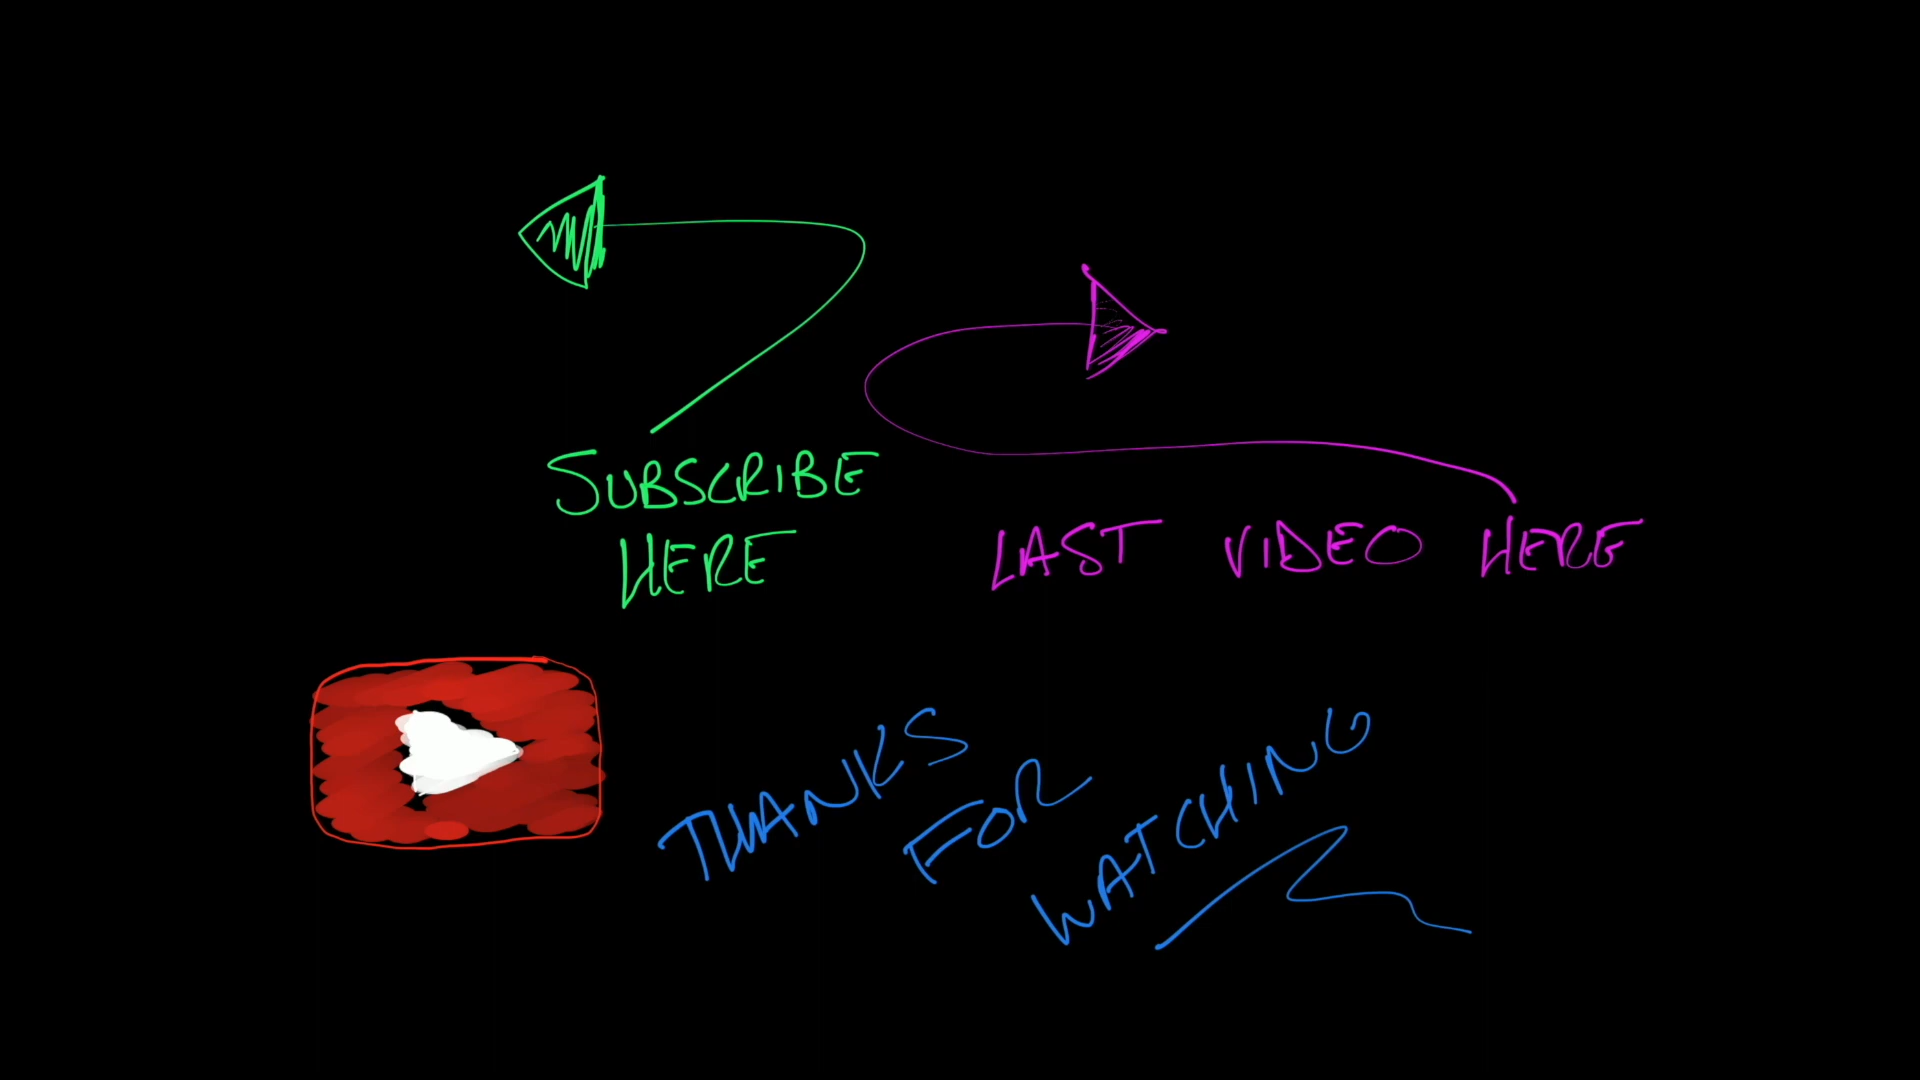 SUBSCRIBE
HERE
LAST VIDEO HERE
THANKS
FOR
WATCHING